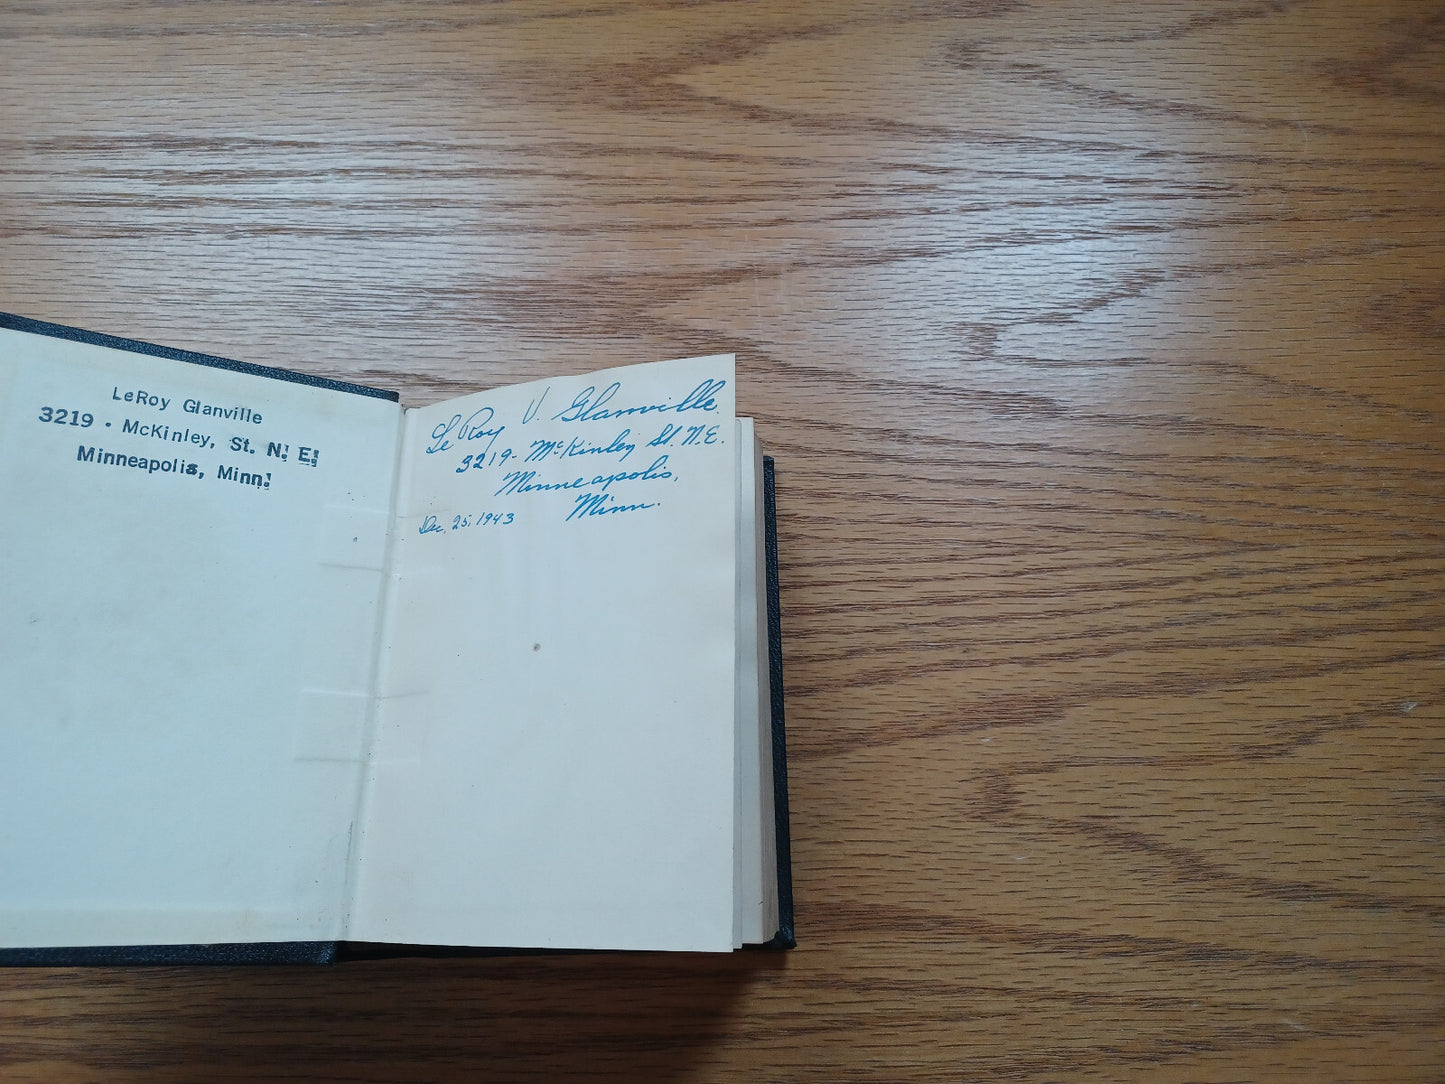 LeRoy Glanville
3219 · McKinley, St. N! E!
Minneapolis, Minn!
Le Roy V. Glanville.
3219- McKinley St. N.E.
Minneapolis,
Minn.
Dec. 25, 1943